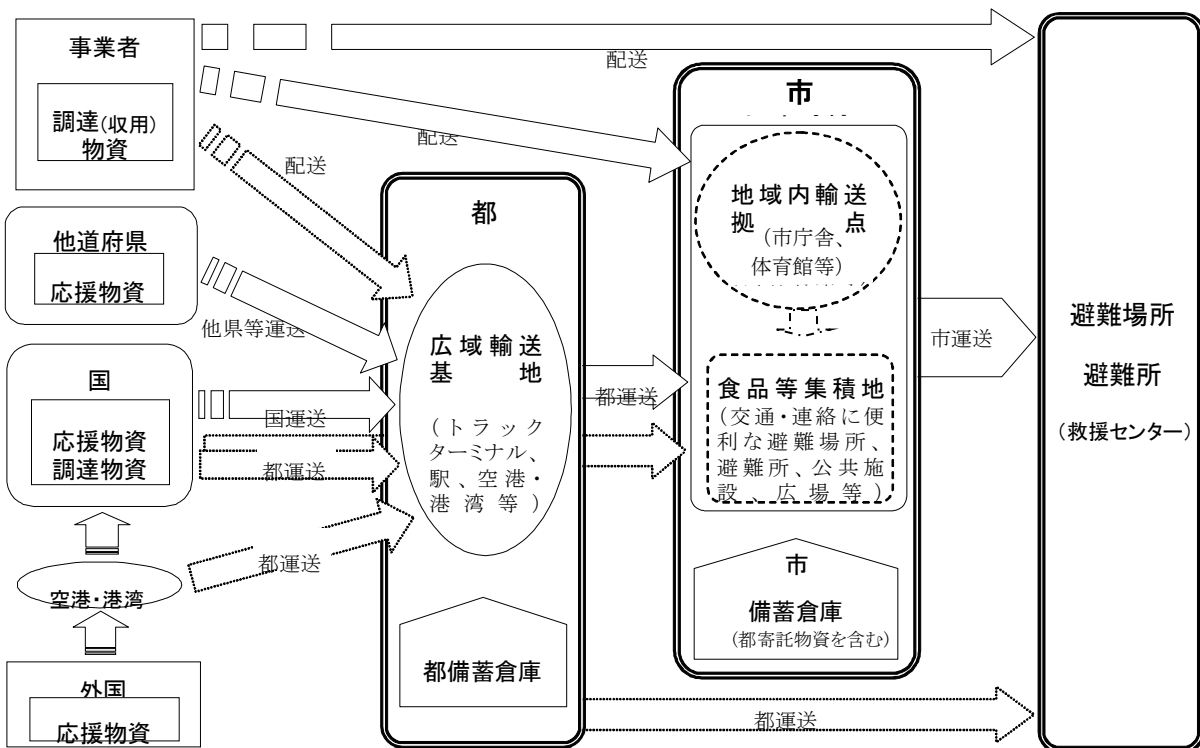 事業者
調達(収用)
物資
他道府県
応援物資
国
応援物資
調達物資
空港・港湾
外国
応援物資
配送
配送
配送
他県等運送
国運送
都運送
都運送
都
広域輸送
基地
(トラック
ターミナル、
駅、空港・
港湾等)
都備蓄倉庫
都運送
都運送
市
地域内輸送
拠点
(市庁舎、
体育館等)
食品等集積地
(交通・連絡に便
利な避難場所、
避難所、公共施
設、広場等)
市
備蓄倉庫
(都寄託物資を含む)
市運送
避難場所
避難所
(救援センター)